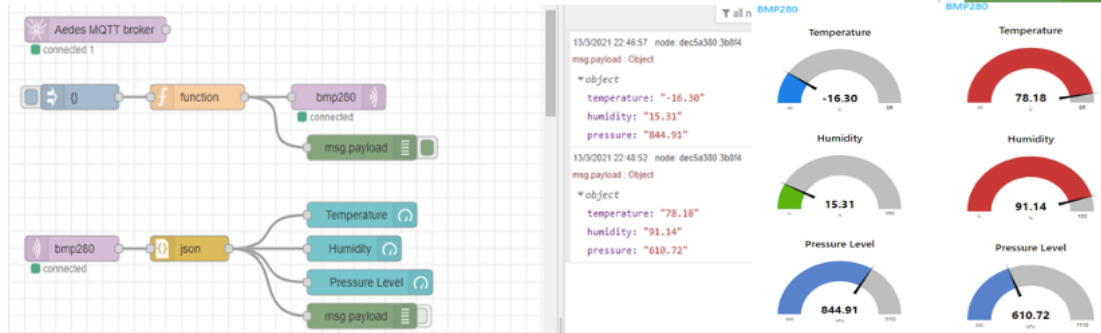 Aedes MQTT broker
connected 1
{}
function
bmp280
connected
msg.payload
bmp280
connected
json
Temperature
Humidity
Pressure Level
msg.payload
all n
13/3/2021 22:46:57 node: dec5a380.3b8f4
msg.payload : Object
object
temperature: "-16.30"
humidity: "15.31"
pressure: "844.91"
13/3/2021 22:48:52 node: dec5a380.3b8f4
msg.payload : Object
object
temperature: "78.18"
humidity: "91.14"
pressure: "610.72"
BMP280
Temperature
-16.30
Humidity
15.31
%
Pressure Level
844.91
hPa
BMP280
Temperature
78.18
Humidity
91.14
%
Pressure Level
610.72
hPa